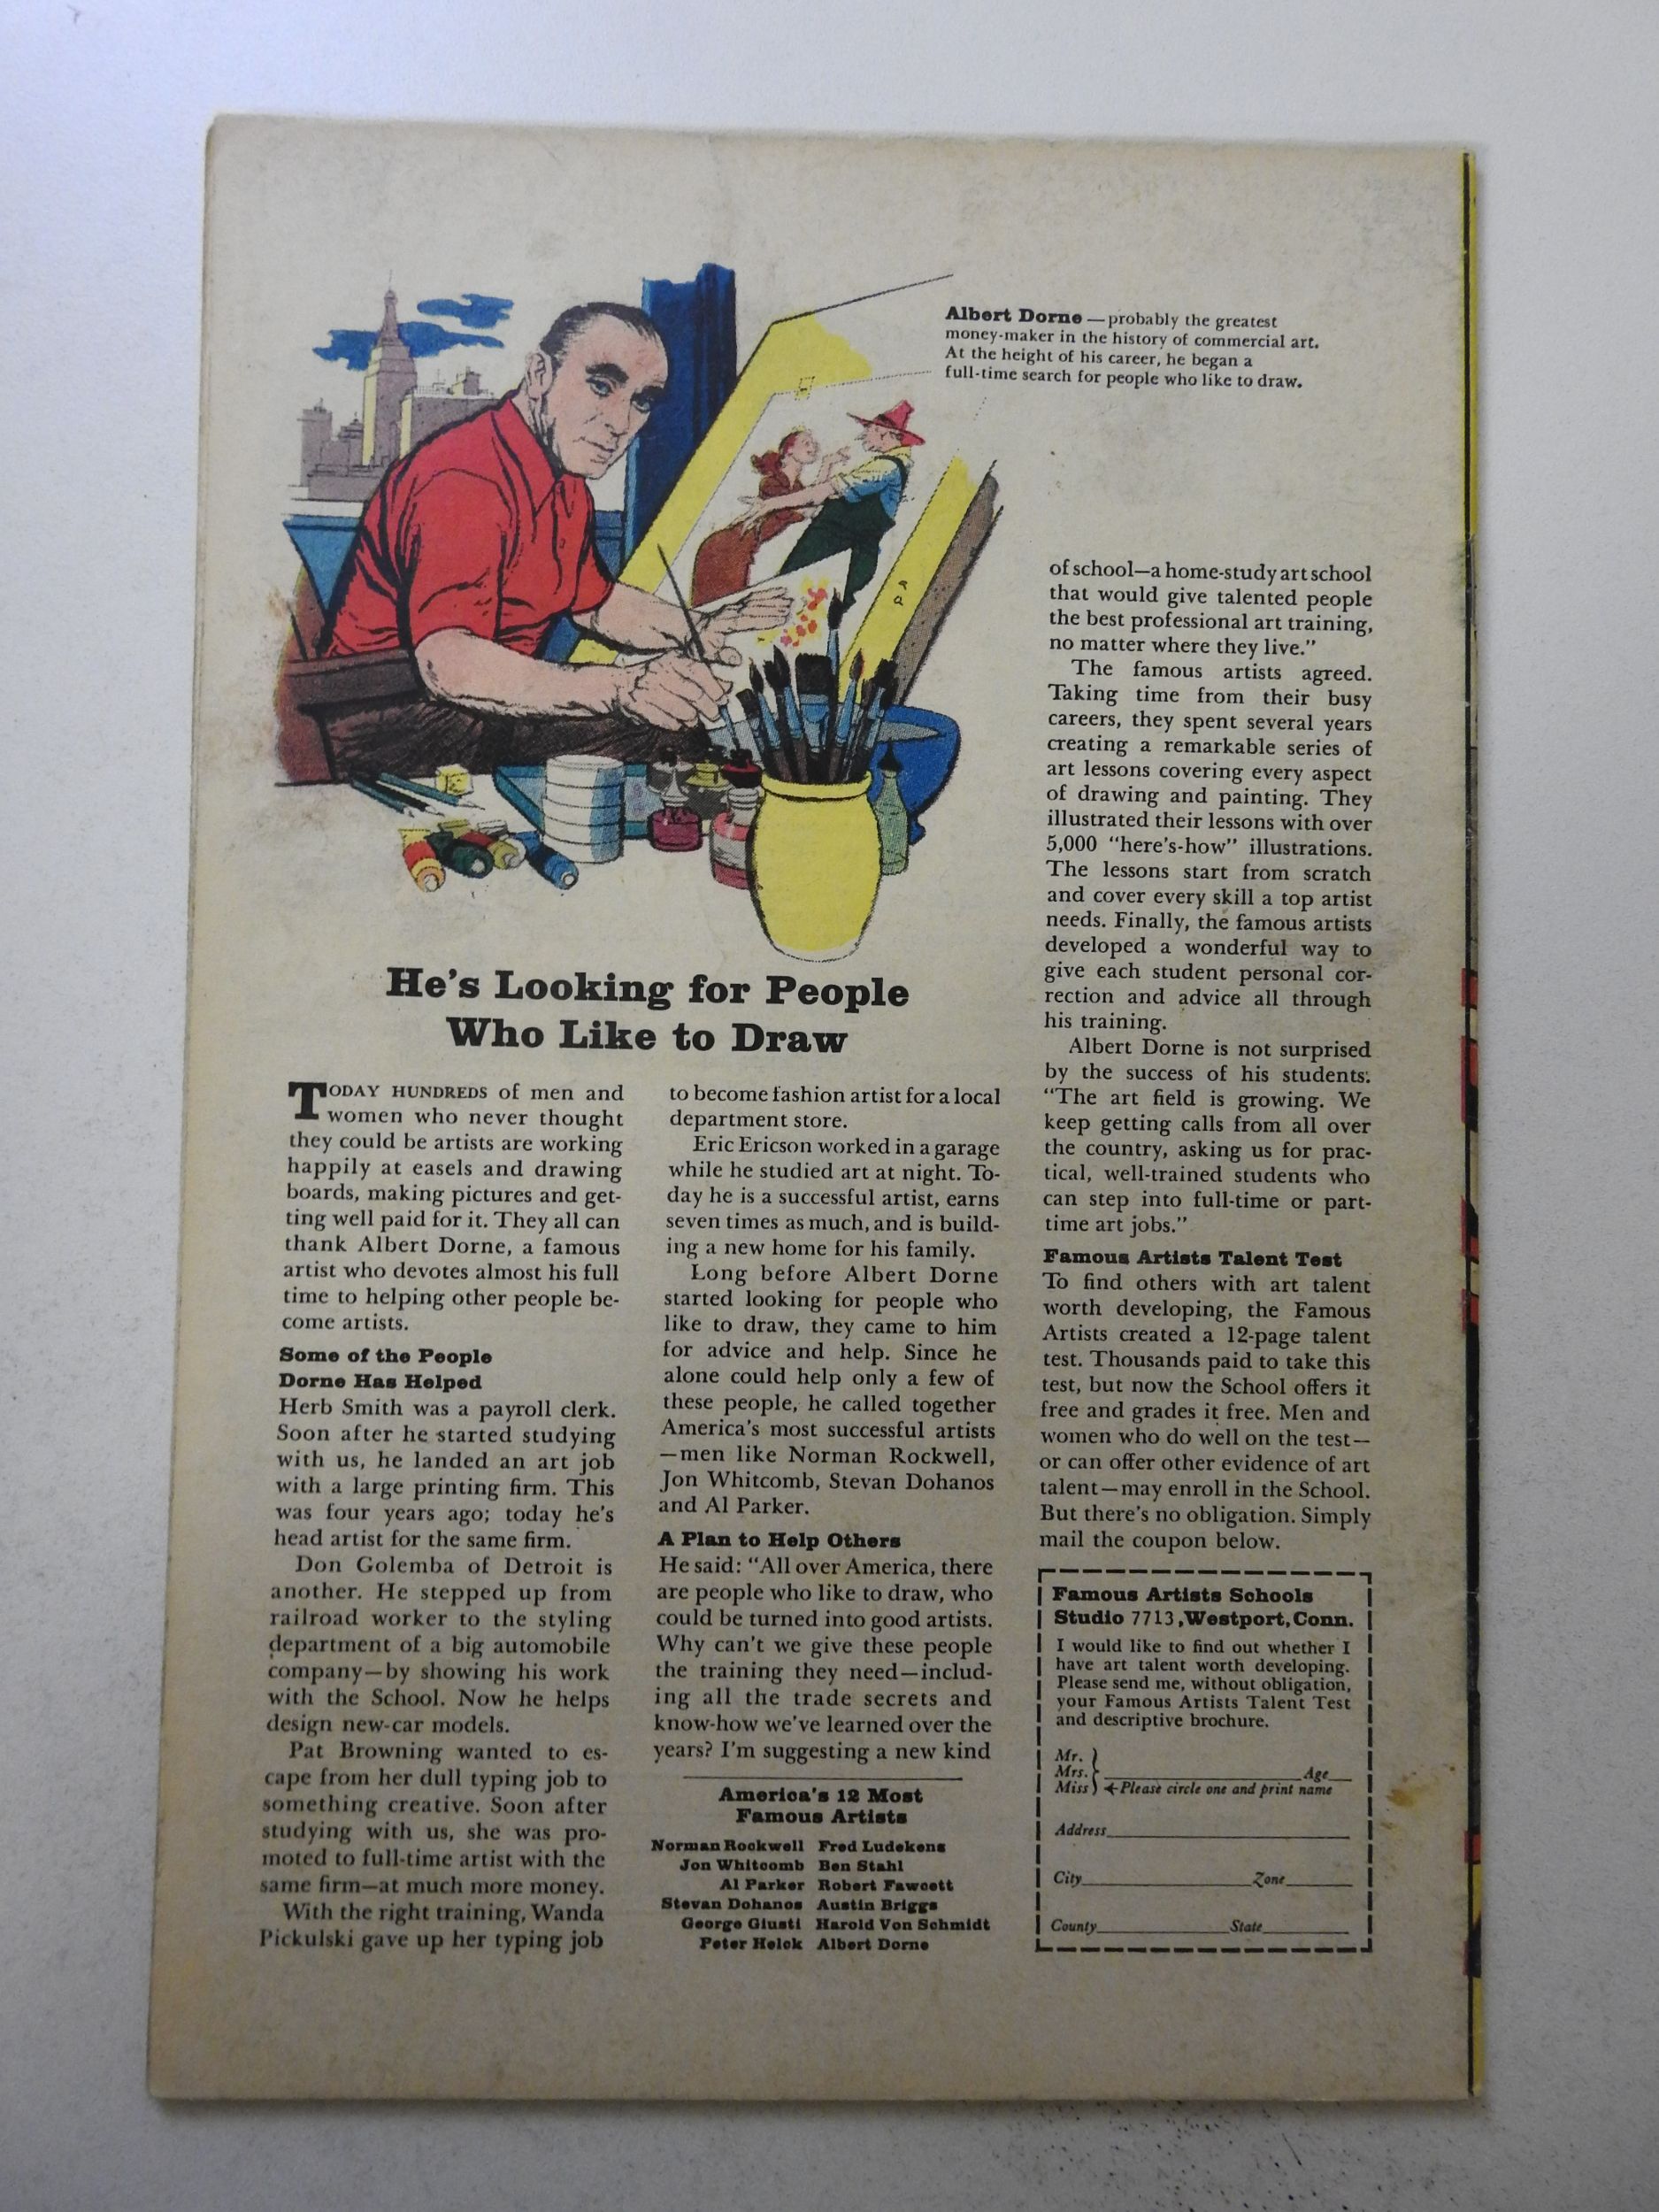 Albert Dorne — probably the greatest
money-maker in the history of commercial art.
At the height of his career, he began a
full-time search for people who like to draw.
He's Looking for People
Who Like to Draw
TODAY HUNDREDS of men and
women who never thought
they could be artists are working
happily at easels and drawing
boards, making pictures and get-
ting well paid for it. They all can
thank Albert Dorne, a famous
artist who devotes almost his full
time to helping other people be-
come artists.
Some of the People
Dorne Has Helped
Herb Smith was a payroll clerk.
Soon after he started studying
with us, he landed an art job
with a large printing firm. This
was four years ago; today he's
head artist for the same firm.
Don Golemba of Detroit is
another. He stepped up from
railroad worker to the styling
department of a big automobile
company—by showing his work
with the School. Now he helps
design new-car models.
Pat Browning wanted to es-
cape from her dull typing job to
something creative. Soon after
studying with us, she was pro-
moted to full-time artist with the
same firm—at much more money.
With the right training, Wanda
Pickulski gave up her typing job
to become fashion artist for a local
department store.
Eric Ericson worked in a garage
while he studied art at night. To-
day he is a successful artist, earns
seven times as much, and is build-
ing a new home for his family.
Long before Albert Dorne
started looking for people who
like to draw, they came to him
for advice and help. Since he
alone could help only a few of
these people, he called together
America's most successful artists
—men like Norman Rockwell,
Jon Whitcomb, Stevan Dohanos
and Al Parker.
A Plan to Help Others
He said: "All over America, there
are people who like to draw, who
could be turned into good artists.
Why can't we give these people
the training they need—includ-
ing all the trade secrets and
know-how we've learned over the
years? I'm suggesting a new kind
America's 12 Most
Famous Artists
Norman Rockwell Fred Ludekens
Jon Whitcomb Ben Stahl
Al Parker Robert Fawcett
Stevan Dohanos Austin Briggs
George Giusti Harold Von Schmidt
Peter Helck Albert Dorne
of school—a home-study art school
that would give talented people
the best professional art training,
no matter where they live."
The famous artists agreed.
Taking time from their busy
careers, they spent several years
creating a remarkable series of
art lessons covering every aspect
of drawing and painting. They
illustrated their lessons with over
5,000 "here's-how" illustrations.
The lessons start from scratch
and cover every skill a top artist
needs. Finally, the famous artists
developed a wonderful way to
give each student personal cor-
rection and advice all through
his training.
Albert Dorne is not surprised
by the success of his students:
"The art field is growing. We
keep getting calls from all over
the country, asking us for prac-
tical, well-trained students who
can step into full-time or part-
time art jobs."
Famous Artists Talent Test
To find others with art talent
worth developing, the Famous
Artists created a 12-page talent
test. Thousands paid to take this
test, but now the School offers it
free and grades it free. Men and
women who do well on the test—
or can offer other evidence of art
talent—may enroll in the School.
But there's no obligation. Simply
mail the coupon below.
Famous Artists Schools
Studio 7713, Westport, Conn.
I would like to find out whether I
have art talent worth developing.
Please send me, without obligation,
your Famous Artists Talent Test
and descriptive brochure.
Mr.
Mrs. Age
Miss ←Please circle one and print name
Address
City Zone
County State